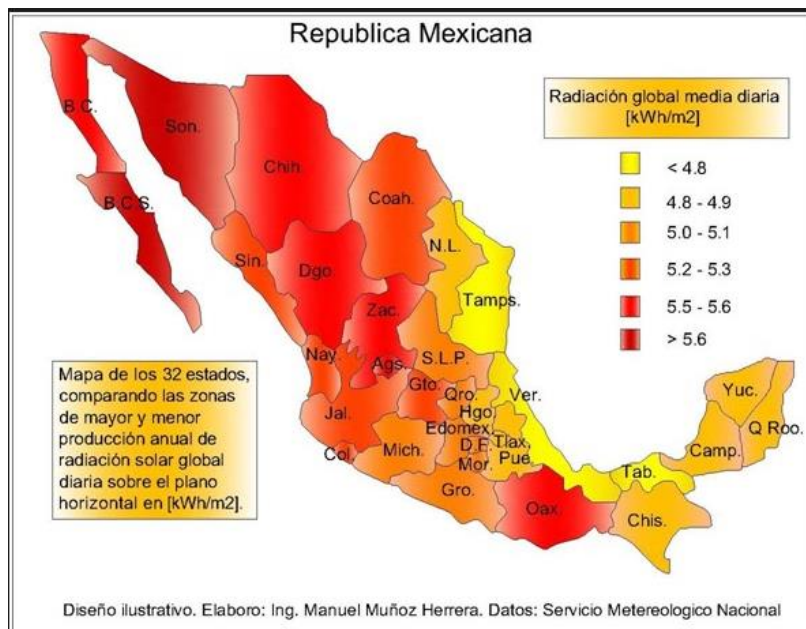 Republica Mexicana
Radiación global media diaria
[kWh/m2]
< 4.8
4.8 - 4.9
5.0 - 5.1
5.2 - 5.3
5.5 - 5.6
> 5.6
B.C.
Son.
Chih.
B.C.S.
Coah.
N.L.
Sin.
Dgo.
Tamps.
Zac.
Nay.
Ags.
S.L.P.
Gto.
Qro.
Ver.
Hgo.
Jal.
Edomex.
D.F.
Tlax.
Col.
Mich.
Mor.
Pue.
Gro.
Oax.
Tab.
Chis.
Camp.
Yuc.
Q Roo.
Mapa de los 32 estados,
comparando las zonas
de mayor y menor
producción anual de
radiación solar global
diaria sobre el plano
horizontal en [kWh/m2].
Diseño ilustrativo. Elaboro: Ing. Manuel Muñoz Herrera. Datos: Servicio Metereologico Nacional